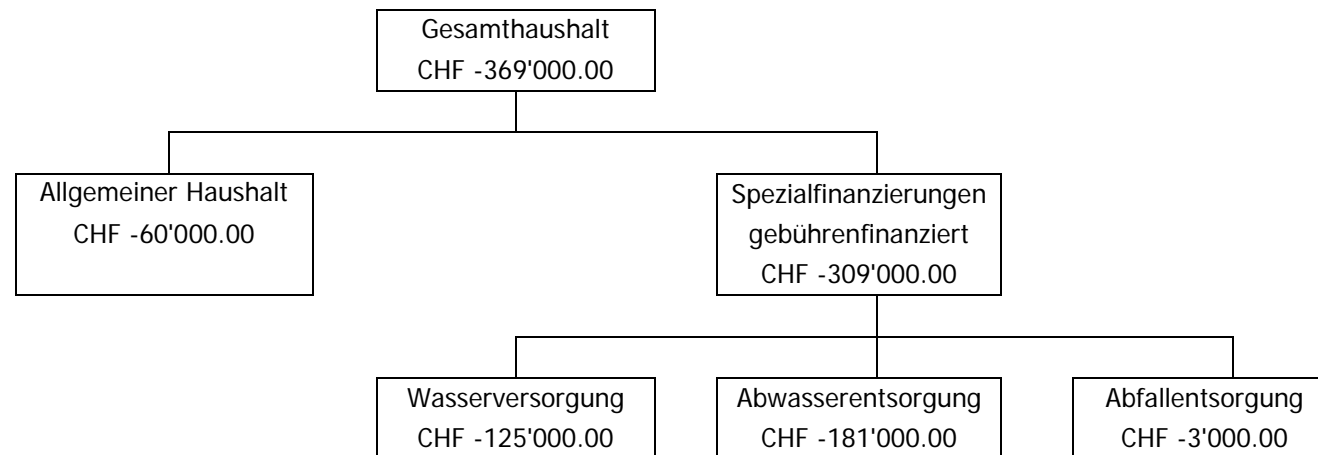 Gesamthaushalt
CHF -369'000.00
Allgemeiner Haushalt
CHF -60'000.00
Spezialfinanzierungen
gebührenfinanziert
CHF -309'000.00
Wasserversorgung
CHF -125'000.00
Abwasserentsorgung
CHF -181'000.00
Abfallentsorgung
CHF -3'000.00